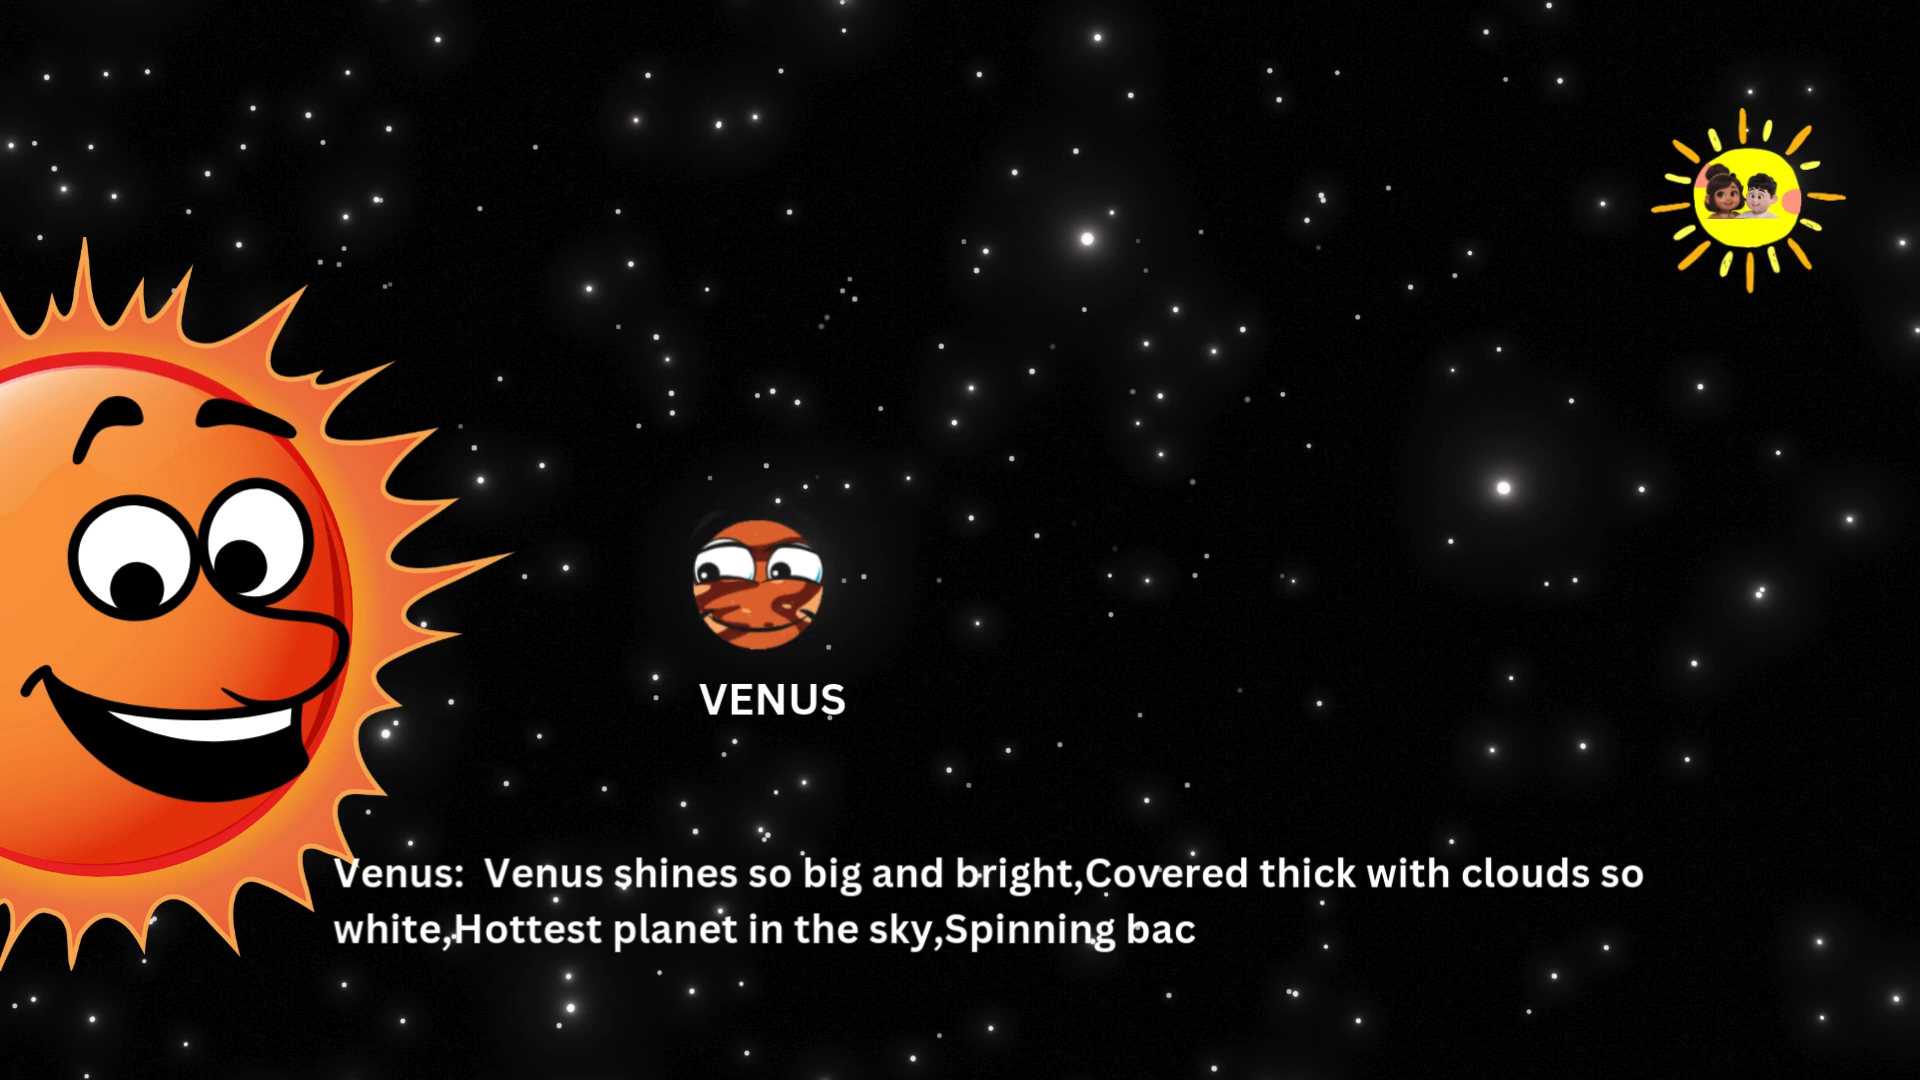 VENUS
Venus:  Venus shines so big and bright,Covered thick with clouds so
white,Hottest planet in the sky,Spinning bac